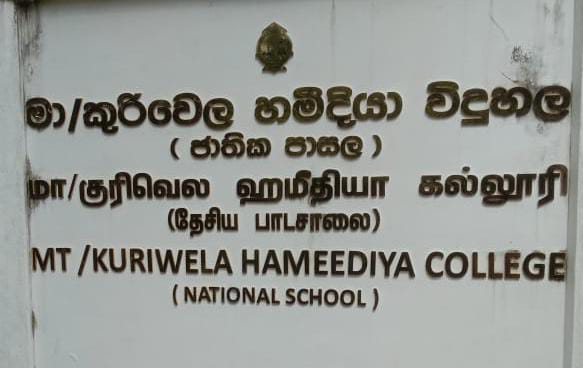 මා/කුරිවෙල හමීදියා විදුහල
( ජාතික පාසල )
மா/குரிவெல ஹமீதியா கல்லூரி
(தேசிய பாடசாலை)
MT /KURIWELA HAMEEDIYA COLLEGE
( NATIONAL SCHOOL )